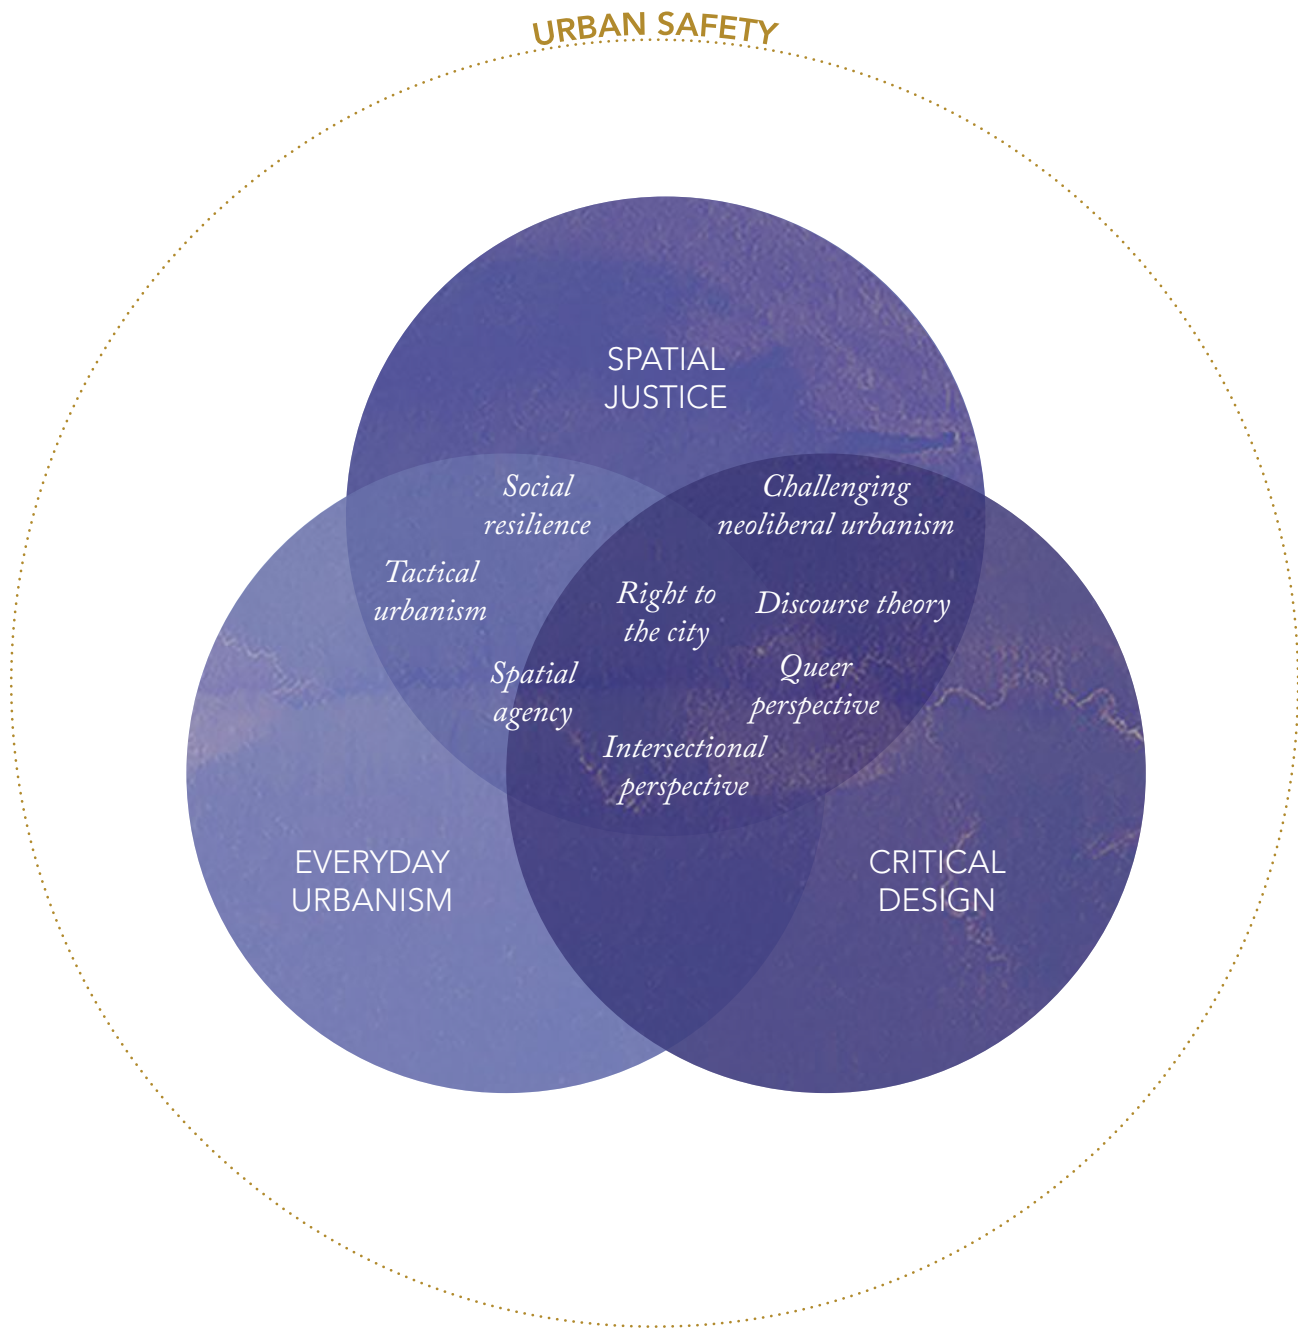 URBAN SAFETY
SPATIAL
JUSTICE
Social
resilience
Challenging
neoliberal urbanism
Tactical
urbanism
Right to
the city
Discourse theory
Spatial
agency
Queer
perspective
Intersectional
perspective
EVERYDAY
URBANISM
CRITICAL
DESIGN